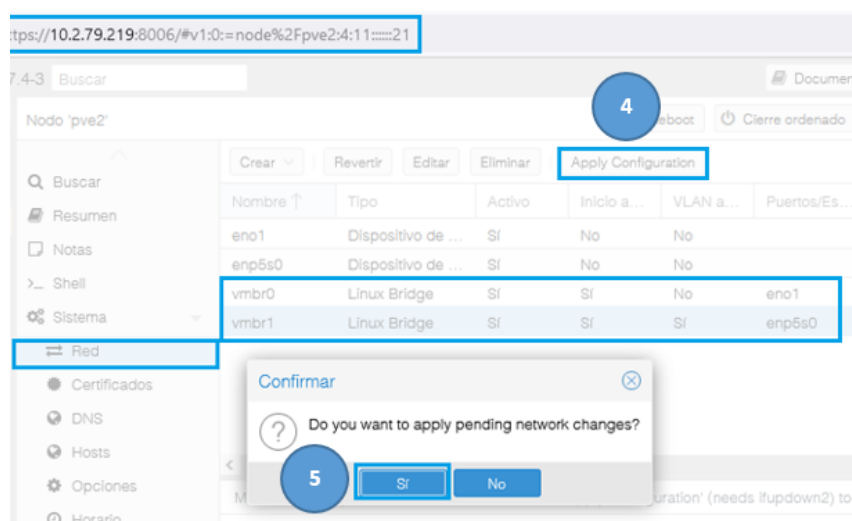 ttps://10.2.79.219:8006/#v1:0:=node%2Fpve2:4:11::::::21
7.4-3 Buscar Documen
Nodo 'pve2' 4 eboot Cierre ordenado
Crear Revertir Editar Eliminar Apply Configuration
Buscar
Nombre Tipo Activo Inicio a... VLAN a... Puertos/Es...
Resumen
eno1 Dispositivo de ... Sí No No
Notas
enp5s0 Dispositivo de ... Sí No No
>_ Shell
vmbr0 Linux Bridge Sí Sí No eno1
Sistema
vmbr1 Linux Bridge Sí Sí Sí enp5s0
Red
Confirmar
Certificados
Do you want to apply pending network changes?
DNS
Hosts
5 Sí No
Opciones
uration' (needs ifupdown2) to
Horario